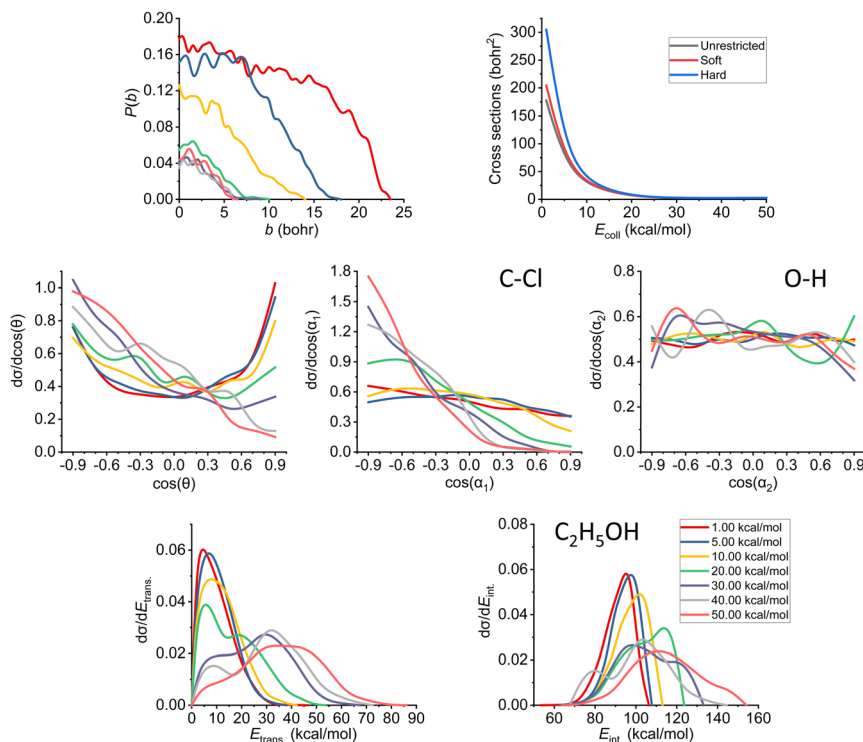 P(b)
0.20
0.16
0.12
0.08
0.04
0.00
0 5 10 15 20 25
b (bohr)
Cross sections (bohr²)
350
300
250
200
150
100
50
0
0 10 20 30 40 50
E coll (kcal/mol)
Unrestricted
Soft
Hard
dσ/dcos(θ)
1.0
0.8
0.6
0.4
0.2
0.0
-0.9 -0.6 -0.3 0.0 0.3 0.6 0.9
cos(θ)
C-Cl
dσ/dcos(α₁)
1.8
1.5
1.2
0.9
0.6
0.3
0.0
-0.9 -0.6 -0.3 0.0 0.3 0.6 0.9
cos(α₁)
O-H
dσ/dcos(α₂)
0.8
0.6
0.4
0.2
0.0
-0.9 -0.6 -0.3 0.0 0.3 0.6 0.9
cos(α₂)
dσ/dE trans.
0.06
0.04
0.02
0.00
0 10 20 30 40 50 60 70 80 90
E trans. (kcal/mol)
C₂H₅OH
dσ/dE int.
0.08
0.06
0.04
0.02
0.00
60 80 100 120 140 160
E int. (kcal/mol)
1.00 kcal/mol
5.00 kcal/mol
10.00 kcal/mol
20.00 kcal/mol
30.00 kcal/mol
40.00 kcal/mol
50.00 kcal/mol